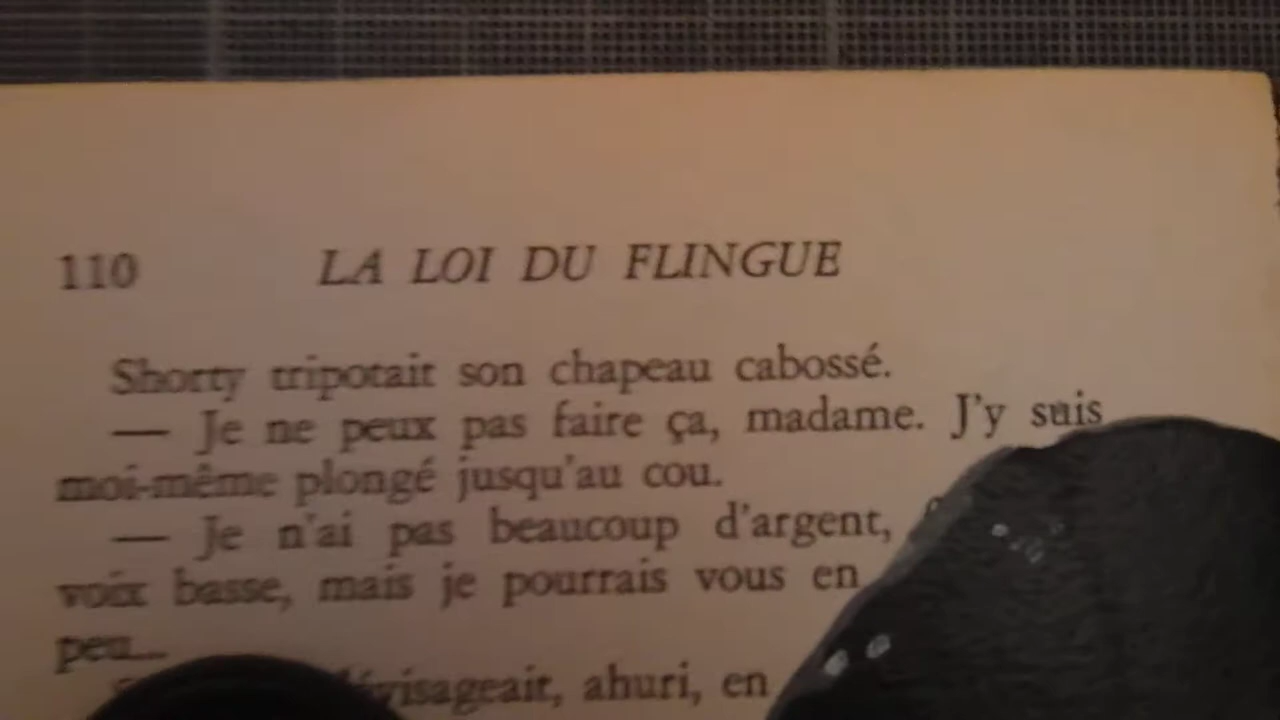 110 LA LOI DU FLINGUE
Shorty tripotait son chapeau cabossé.
— Je ne peux pas faire ça, madame. J'y suis
moi-même plongé jusqu'au cou.
— Je n'ai pas beaucoup d'argent,
voix basse, mais je pourrais vous en
peu...
dévisageait, ahuri, en